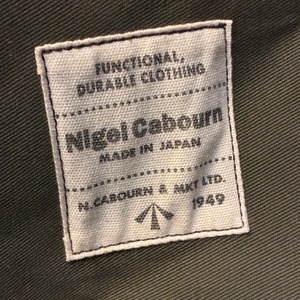 FUNCTIONAL,
DURABLE CLOTHING
Nigel Cabourn
MADE IN JAPAN
N. CABOURN & MKT LTD.
1949